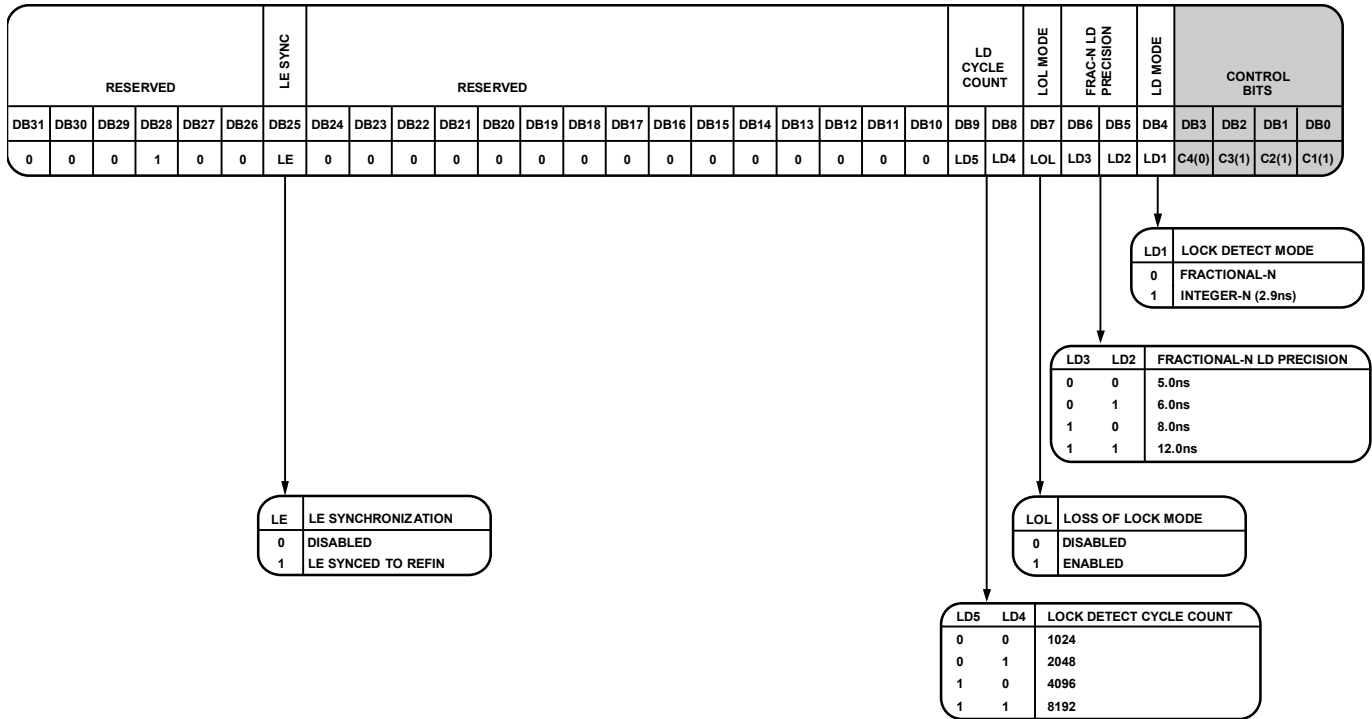 RESERVED
LE SYNC
RESERVED
LD
CYCLE
COUNT
LOL MODE
FRAC-N LD
PRECISION
LD MODE
CONTROL
BITS
DB31 DB30 DB29 DB28 DB27 DB26 DB25 DB24 DB23 DB22 DB21 DB20 DB19 DB18 DB17 DB16 DB15 DB14 DB13 DB12 DB11 DB10 DB9 DB8 DB7 DB6 DB5 DB4 DB3 DB2 DB1 DB0
0 0 0 1 0 0 LE 0 0 0 0 0 0 0 0 0 0 0 0 0 0 0 LD5 LD4 LOL LD3 LD2 LD1 C4(0) C3(1) C2(1) C1(1)
LD1 LOCK DETECT MODE
0 FRACTIONAL-N
1 INTEGER-N (2.9ns)
LD3 LD2 FRACTIONAL-N LD PRECISION
0 0 5.0ns
0 1 6.0ns
1 0 8.0ns
1 1 12.0ns
LE LE SYNCHRONIZATION
0 DISABLED
1 LE SYNCED TO REFIN
LOL LOSS OF LOCK MODE
0 DISABLED
1 ENABLED
LD5 LD4 LOCK DETECT CYCLE COUNT
0 0 1024
0 1 2048
1 0 4096
1 1 8192